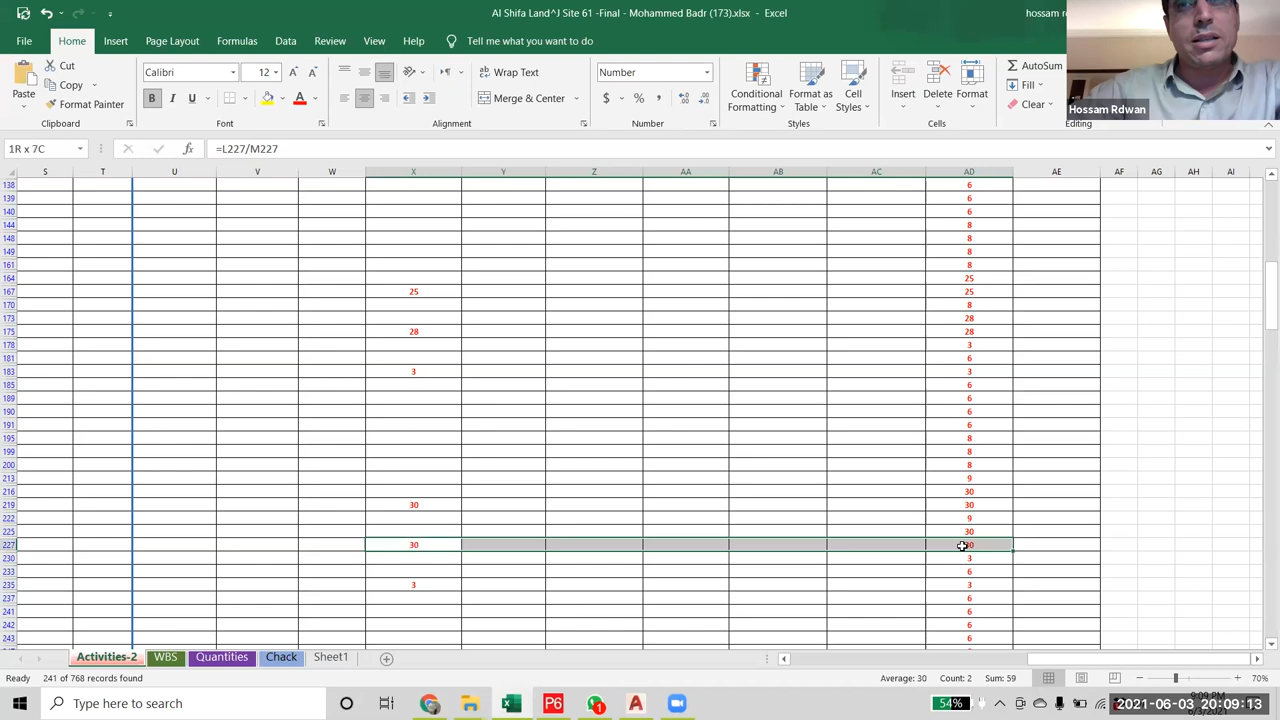 Al Shifa Land^J Site 61 -Final - Mohammed Badr (173).xlsx - Excel
hossam r
File Home Insert Page Layout Formulas Data Review View Help Tell me what you want to do
Cut
Copy
Format Painter
Paste
Clipboard
Calibri 12
B I U
Font
Wrap Text
Merge & Center
Alignment
Number
$ % ,
Number
Conditional Formatting
Format as Table
Cell Styles
Styles
Insert Delete Format
Cells
AutoSum
Fill
Clear
Editing
Hossam Rdwan
1R x 7C fx =L227/M227
S T U V W X Y Z AA AB AC AD AE AF AG AH AI
138 6
139 6
140 6
144 8
148 8
149 8
161 8
164 25
167 25 25
170 8
173 28
175 28 28
178 3
181 6
183 3 3
185 6
189 6
190 6
191 6
195 8
199 8
200 8
213 9
216 30
219 30 30
222 9
225 30
227 30
230 3
233 6
235 3 3
237 6
241 6
242 6
243 6
Activities-2 WBS Quantities Chack Sheet1
Ready 241 of 768 records found Average: 30 Count: 2 Sum: 59 70%
Type here to search
P6
54%
2021-06-03 20:09:13